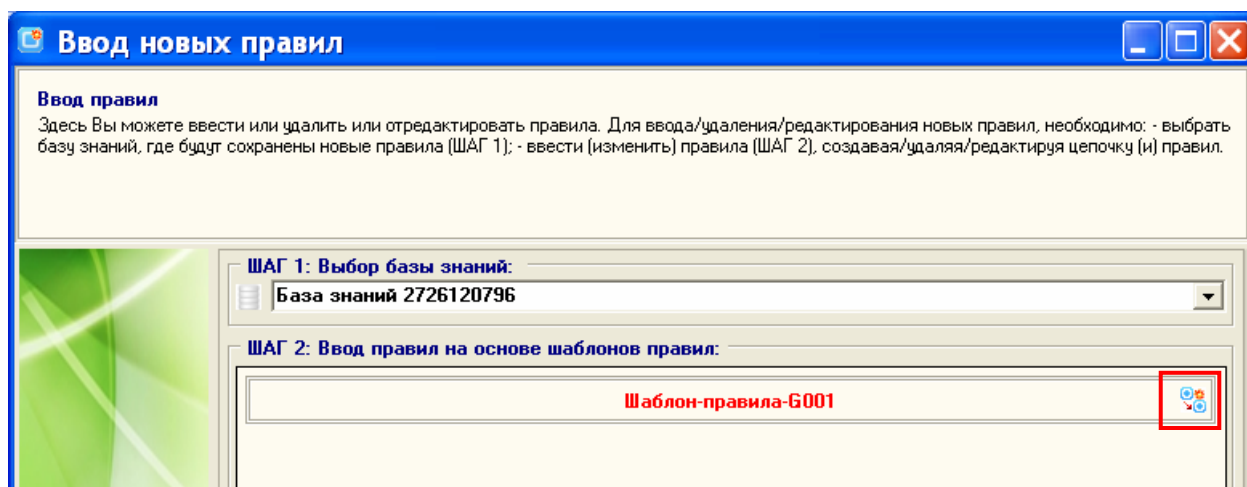 Ввод новых правил
Ввод правил
Здесь Вы можете ввести или удалить или отредактировать правила. Для ввода/удаления/редактирования новых правил, необходимо: - выбрать
базу знаний, где будут сохранены новые правила (ШАГ 1); - ввести (изменить) правила (ШАГ 2), создавая/удаляя/редактируя цепочку (и) правил.
ШАГ 1: Выбор базы знаний:
База знаний 2726120796
ШАГ 2: Ввод правил на основе шаблонов правил:
Шаблон-правила-G001